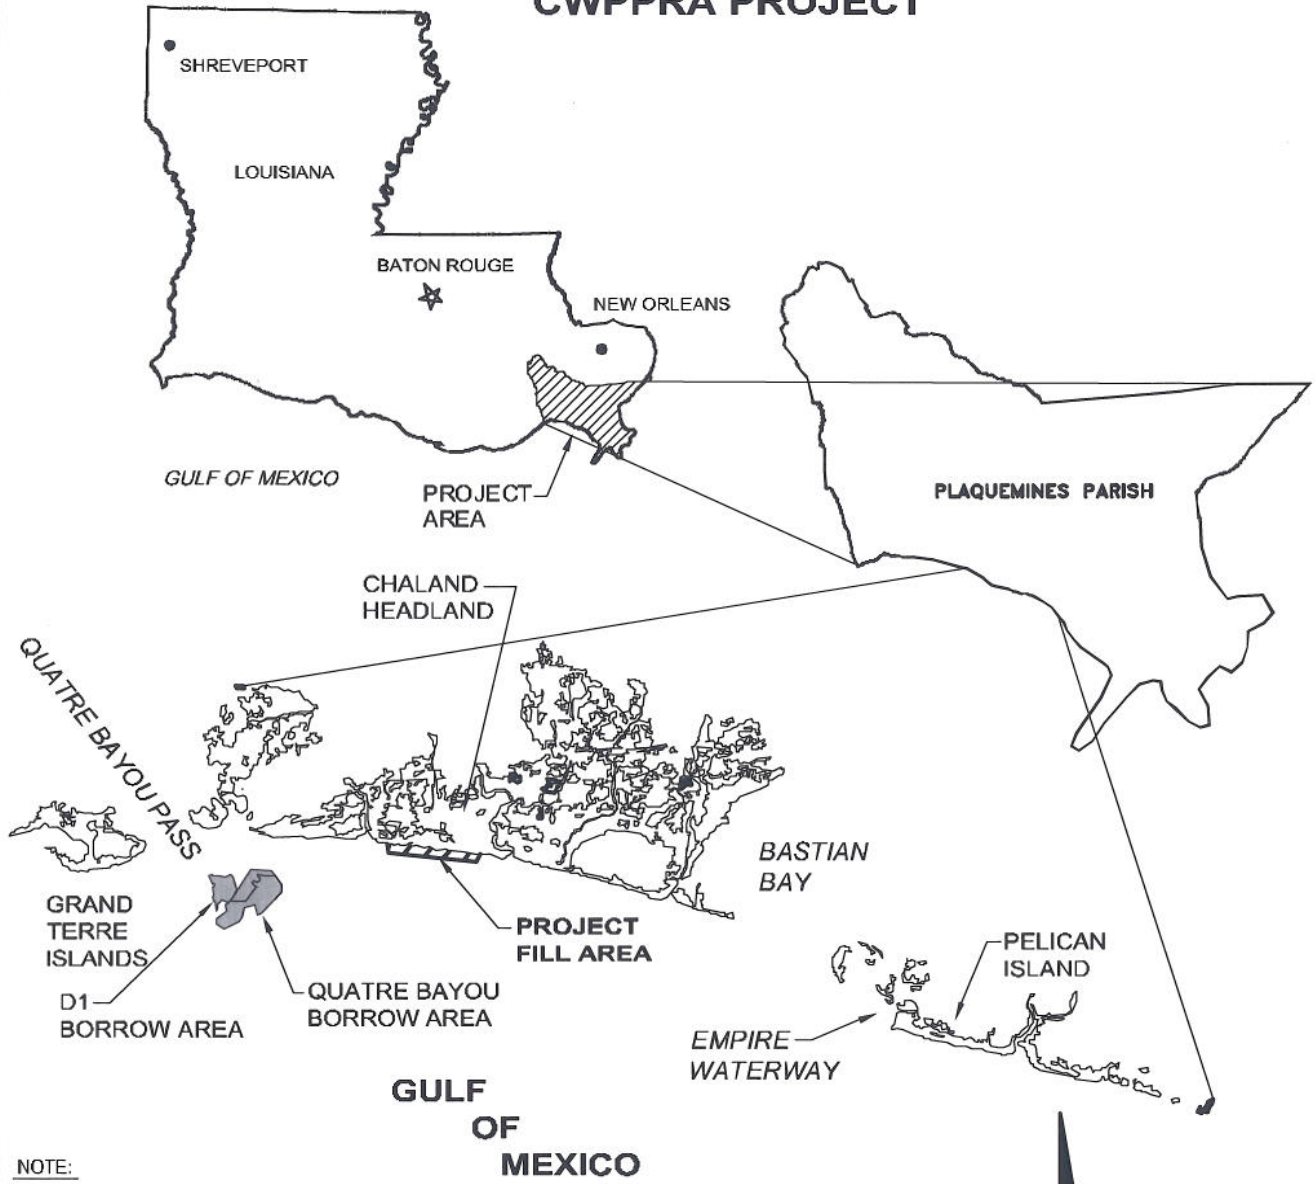 CWPPRA PROJECT
SHREVEPORT
LOUISIANA
BATON ROUGE
NEW ORLEANS
GULF OF MEXICO
PROJECT
AREA
PLAQUEMINES PARISH
CHALAND
HEADLAND
QUATRE BAYOU PASS
BASTIAN
BAY
GRAND
TERRE
ISLANDS
PROJECT
FILL AREA
D1
BORROW AREA
QUATRE BAYOU
BORROW AREA
PELICAN
ISLAND
EMPIRE
WATERWAY
GULF
OF
MEXICO
NOTE: